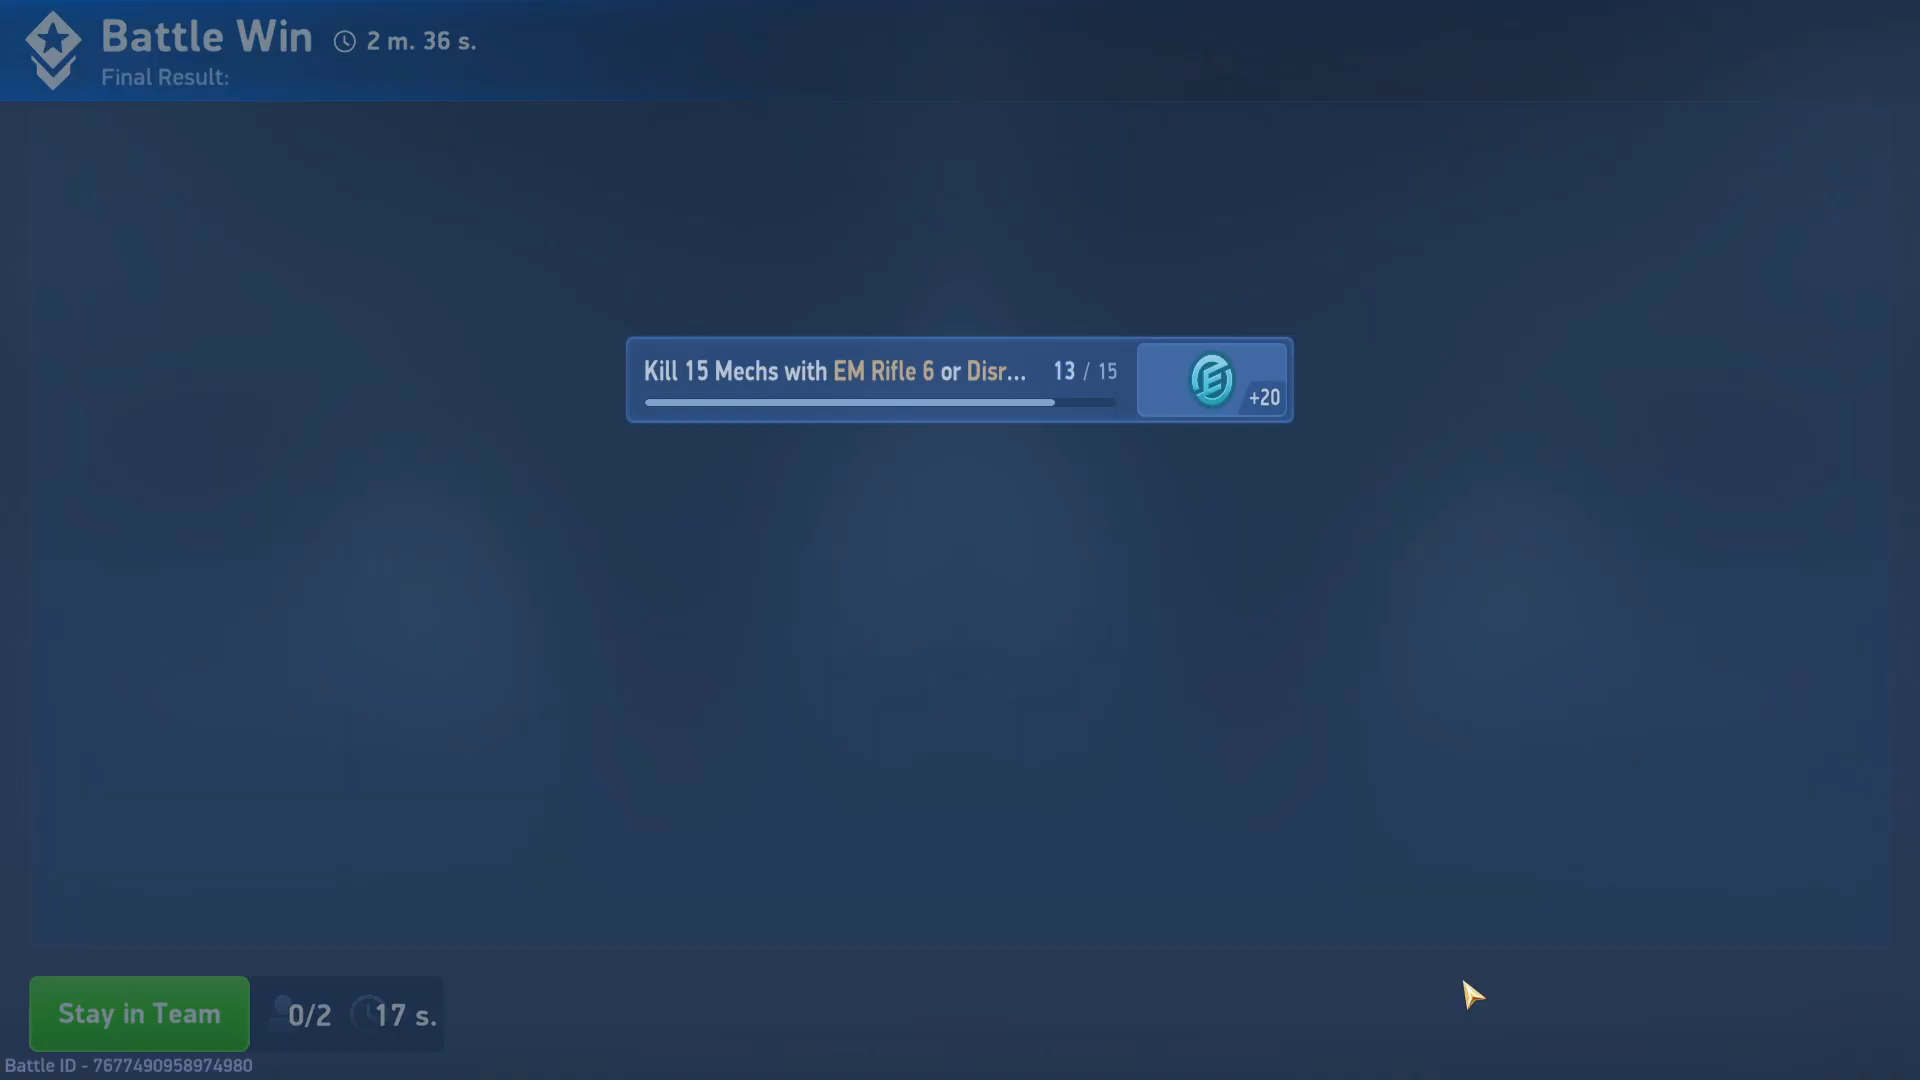 Battle Win 2 m. 36 s.
Final Result:
Kill 15 Mechs with EM Rifle 6 or Disr... 13 / 15
+20
Stay in Team 0/2 17 s.
Battle ID - 7677490958974980